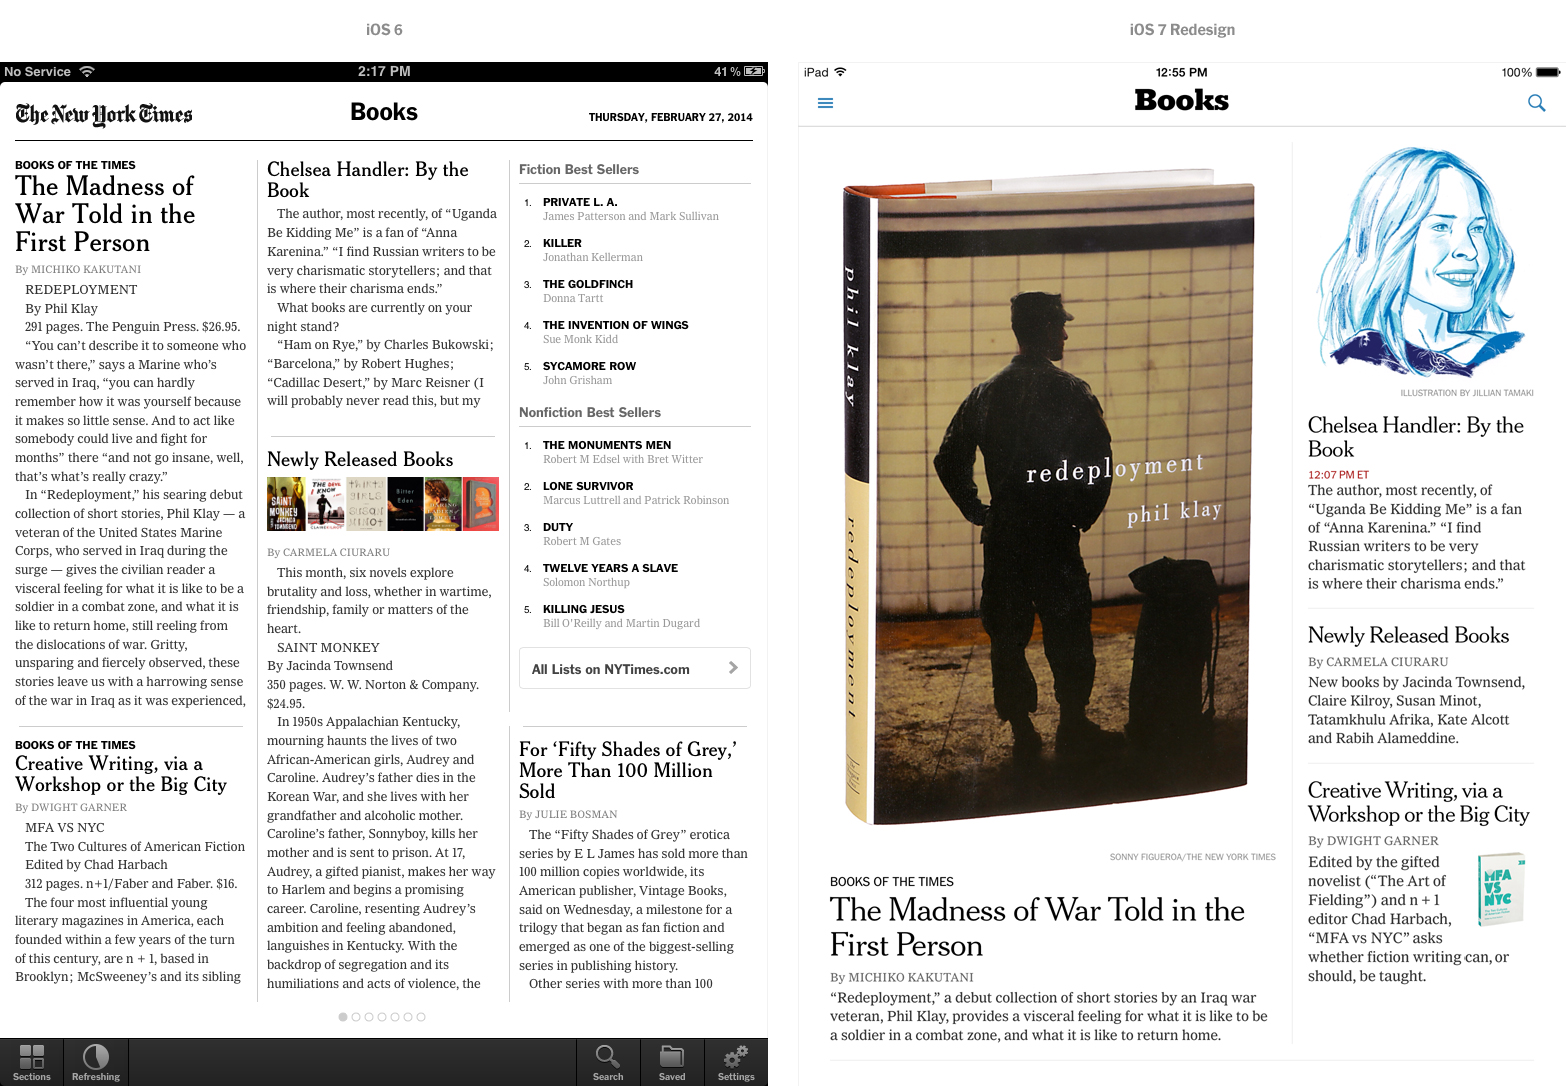 iOS 6
No Service
2:17 PM
41 %
The New York Times
Books
THURSDAY, FEBRUARY 27, 2014
BOOKS OF THE TIMES
The Madness of
War Told in the
First Person
By MICHIKO KAKUTANI
REDEPLOYMENT
By Phil Klay
291 pages. The Penguin Press. $26.95.
“You can’t describe it to someone who
wasn’t there,” says a Marine who’s
served in Iraq, “you can hardly
remember how it was yourself because
it makes so little sense. And to act like
somebody could live and fight for
months” there “and not go insane, well,
that’s what’s really crazy.”
In “Redeployment,” his searing debut
collection of short stories, Phil Klay — a
veteran of the United States Marine
Corps, who served in Iraq during the
surge — gives the civilian reader a
visceral feeling for what it is like to be a
soldier in a combat zone, and what it is
like to return home, still reeling from
the dislocations of war. Gritty,
unsparing and fiercely observed, these
stories leave us with a harrowing sense
of the war in Iraq as it was experienced,
BOOKS OF THE TIMES
Creative Writing, via a
Workshop or the Big City
By DWIGHT GARNER
MFA VS NYC
The Two Cultures of American Fiction
Edited by Chad Harbach
312 pages. n+1/Faber and Faber. $16.
The four most influential young
literary magazines in America, each
founded within a few years of the turn
of this century, are n + 1, based in
Brooklyn; McSweeney’s and its sibling
Chelsea Handler: By the
Book
The author, most recently, of “Uganda
Be Kidding Me” is a fan of “Anna
Karenina.” “I find Russian writers to be
very charismatic storytellers; and that
is where their charisma ends.”
What books are currently on your
night stand?
“Ham on Rye,” by Charles Bukowski;
“Barcelona,” by Robert Hughes;
“Cadillac Desert,” by Marc Reisner (I
will probably never read this, but my
Newly Released Books
SAINT
MONKEY
JACINDA
TOWNSEND
THE DEVIL
I KNOW
Bitter
Eden
By CARMELA CIURARU
This month, six novels explore
brutality and loss, whether in wartime,
friendship, family or matters of the
heart.
SAINT MONKEY
By Jacinda Townsend
350 pages. W. W. Norton & Company.
$24.95.
In 1950s Appalachian Kentucky,
mourning haunts the lives of two
African-American girls, Audrey and
Caroline. Audrey’s father dies in the
Korean War, and she lives with her
grandfather and alcoholic mother.
Caroline’s father, Sonnyboy, kills her
mother and is sent to prison. At 17,
Audrey, a gifted pianist, makes her way
to Harlem and begins a promising
career. Caroline, resenting Audrey’s
ambition and feeling abandoned,
languishes in Kentucky. With the
backdrop of segregation and its
humiliations and acts of violence, the
Fiction Best Sellers
1. PRIVATE L. A.
James Patterson and Mark Sullivan
2. KILLER
Jonathan Kellerman
3. THE GOLDFINCH
Donna Tartt
4. THE INVENTION OF WINGS
Sue Monk Kidd
5. SYCAMORE ROW
John Grisham
Nonfiction Best Sellers
1. THE MONUMENTS MEN
Robert M Edsel with Bret Witter
2. LONE SURVIVOR
Marcus Luttrell and Patrick Robinson
3. DUTY
Robert M Gates
4. TWELVE YEARS A SLAVE
Solomon Northup
5. KILLING JESUS
Bill O’Reilly and Martin Dugard
All Lists on NYTimes.com
For ‘Fifty Shades of Grey,’
More Than 100 Million
Sold
By JULIE BOSMAN
The “Fifty Shades of Grey” erotica
series by E L James has sold more than
100 million copies worldwide, its
American publisher, Vintage Books,
said on Wednesday, a milestone for a
trilogy that began as fan fiction and
emerged as one of the biggest-selling
series in publishing history.
Other series with more than 100
Sections
Refreshing
Search
Saved
Settings
iOS 7 Redesign
iPad
12:55 PM
100%
Books
phil klay
redeployment
redeployment
phil klay
SONNY FIGUEROA/THE NEW YORK TIMES
BOOKS OF THE TIMES
The Madness of War Told in the
First Person
By MICHIKO KAKUTANI
“Redeployment,” a debut collection of short stories by an Iraq war
veteran, Phil Klay, provides a visceral feeling for what it is like to be
a soldier in a combat zone, and what it is like to return home.
ILLUSTRATION BY JILLIAN TAMAKI
Chelsea Handler: By the
Book
12:07 PM ET
The author, most recently, of
“Uganda Be Kidding Me” is a fan
of “Anna Karenina.” “I find
Russian writers to be very
charismatic storytellers; and that
is where their charisma ends.”
Newly Released Books
By CARMELA CIURARU
New books by Jacinda Townsend,
Claire Kilroy, Susan Minot,
Tatamkhulu Afrika, Kate Alcott
and Rabih Alameddine.
Creative Writing, via a
Workshop or the Big City
By DWIGHT GARNER
Edited by the gifted
novelist (“The Art of
Fielding”) and n + 1
editor Chad Harbach,
“MFA vs NYC” asks
whether fiction writing can, or
should, be taught.
MFA
VS
NYC